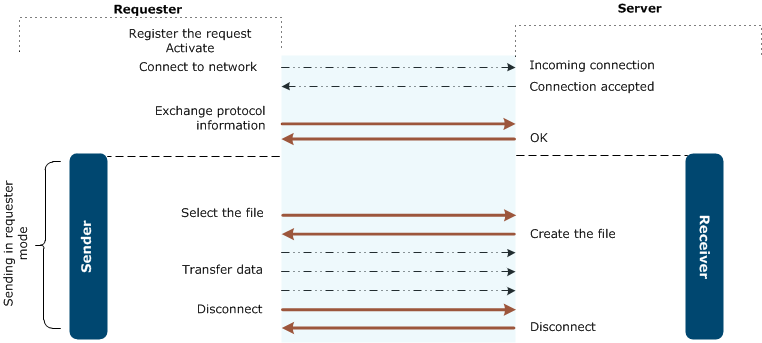 Requester
Server
Register the request
Activate
Connect to network
Incoming connection
Connection accepted
Exchange protocol
information
OK
Sending in requester
mode
Sender
Receiver
Select the file
Create the file
Transfer data
Disconnect
Disconnect